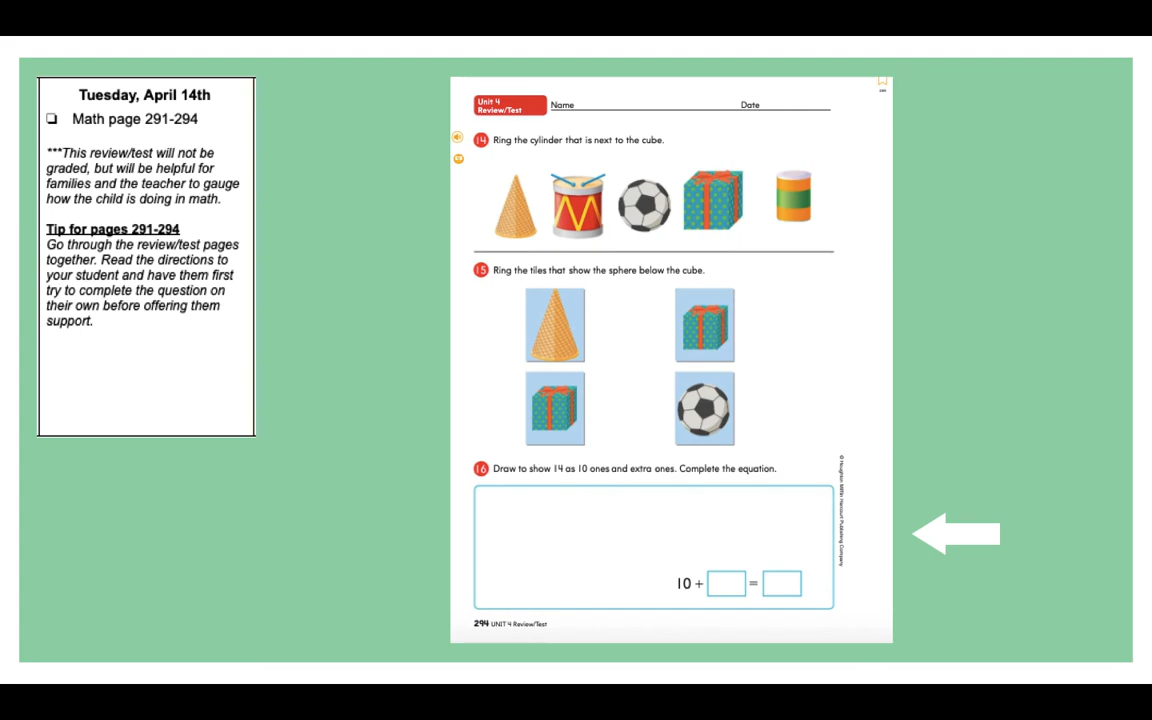 Tuesday, April 14th
❑ Math page 291-294
***This review/test will not be
graded, but will be helpful for
families and the teacher to gauge
how the child is doing in math.
Tip for pages 291-294
Go through the review/test pages
together. Read the directions to
your student and have them first
try to complete the question on
their own before offering them
support.
Unit 4
Review/Test
Name
Date
14 Ring the cylinder that is next to the cube.
15 Ring the tiles that show the sphere below the cube.
16 Draw to show 14 as 10 ones and extra ones. Complete the equation.
10 + =
© Houghton Mifflin Harcourt Publishing Company
294 UNIT 4 Review/Test